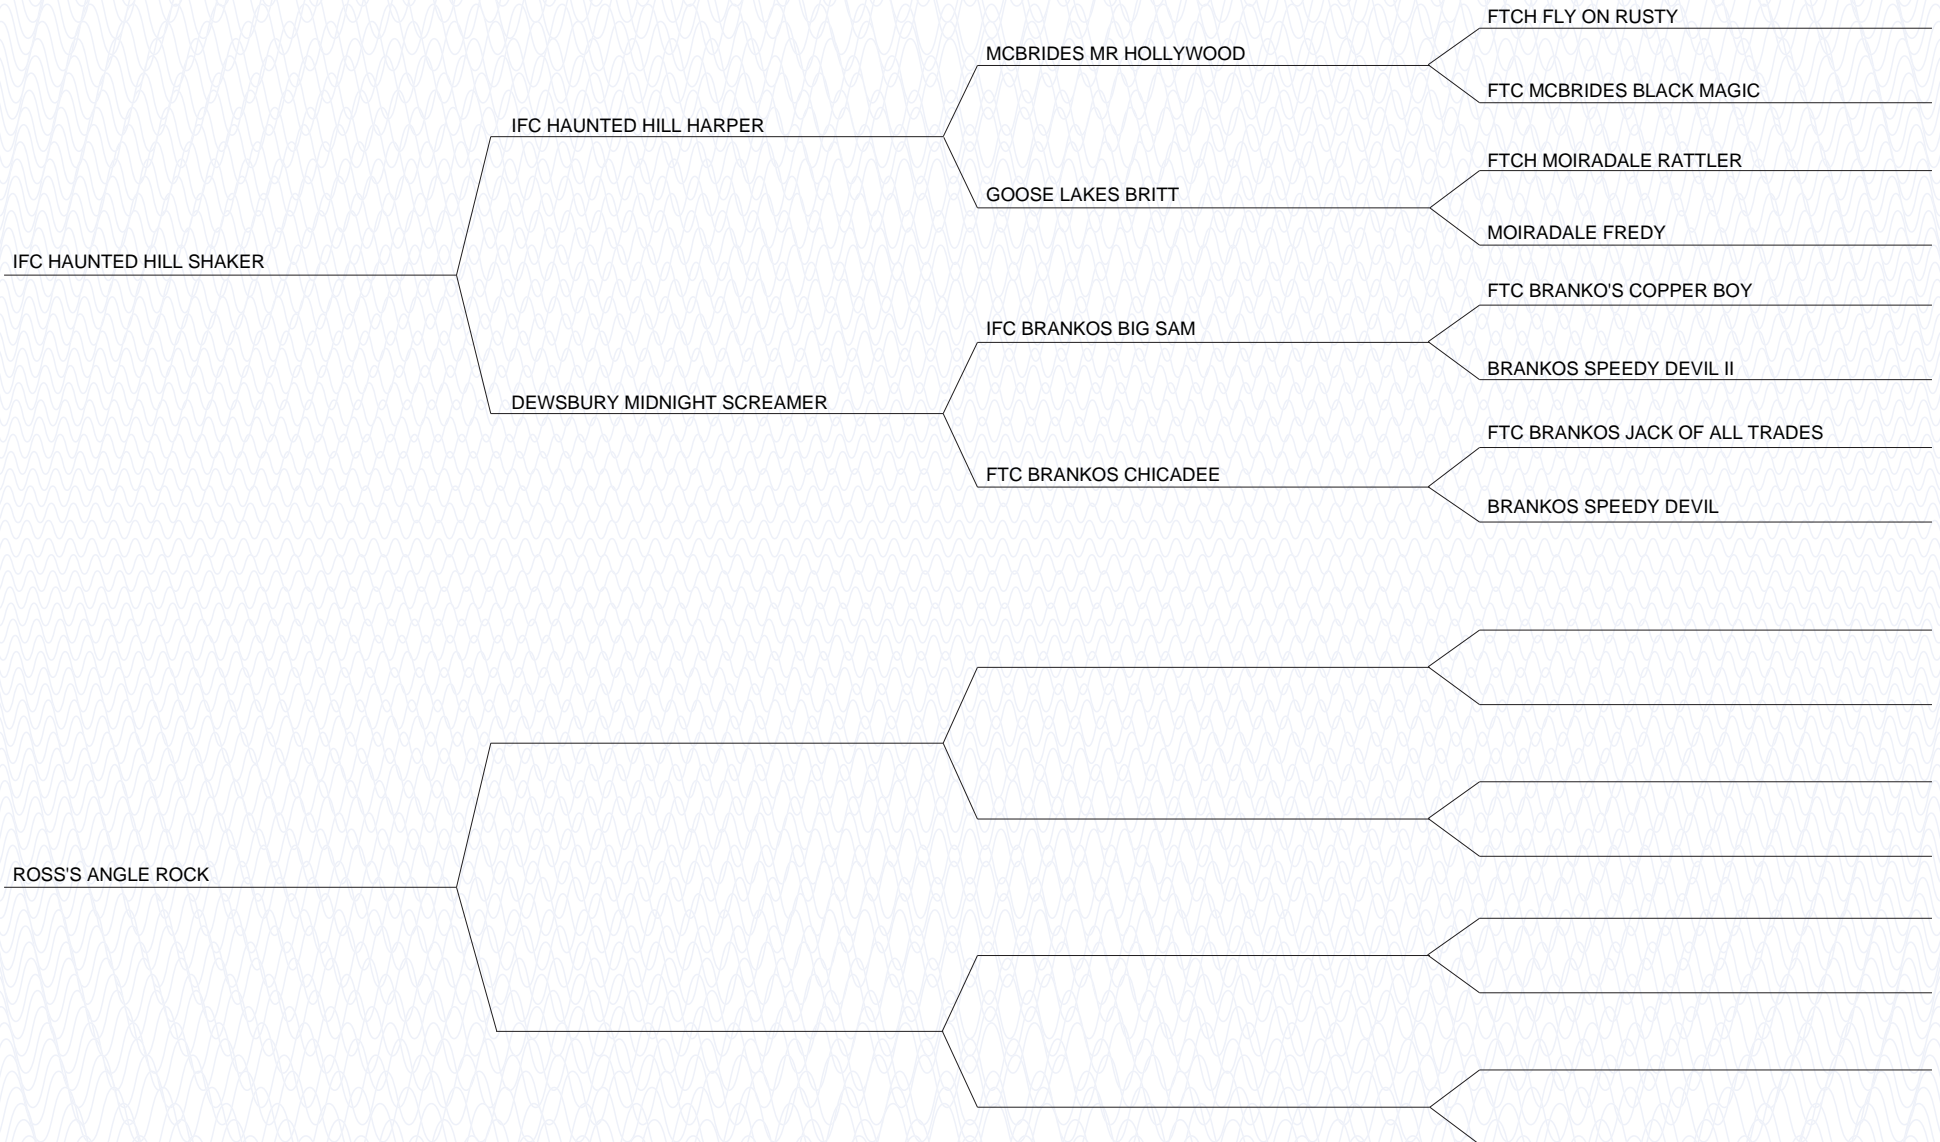 FTCH FLY ON RUSTY
MCBRIDES MR HOLLYWOOD
FTC MCBRIDES BLACK MAGIC
IFC HAUNTED HILL HARPER
FTCH MOIRADALE RATTLER
GOOSE LAKES BRITT
MOIRADALE FREDY
IFC HAUNTED HILL SHAKER
FTC BRANKO'S COPPER BOY
IFC BRANKOS BIG SAM
BRANKOS SPEEDY DEVIL II
DEWSBURY MIDNIGHT SCREAMER
FTC BRANKOS JACK OF ALL TRADES
FTC BRANKOS CHICADEE
BRANKOS SPEEDY DEVIL
ROSS'S ANGLE ROCK